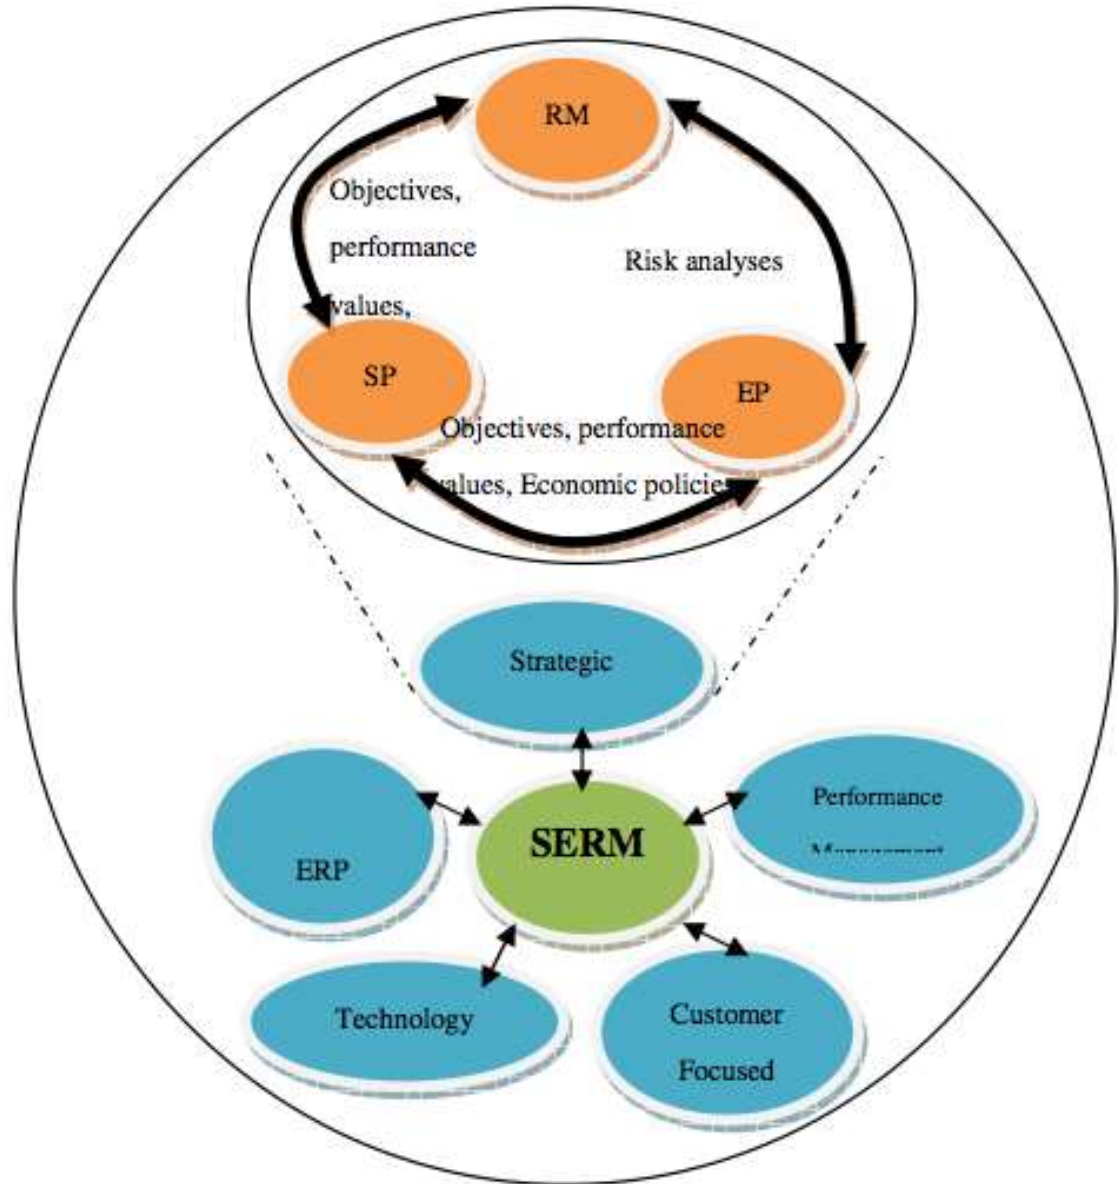 RM
Objectives,
performance
values,
Risk analyses
SP
EP
Objectives, performance
values, Economic policies
Strategic
Performance
ERP
SERM
Technology
Customer
Focused